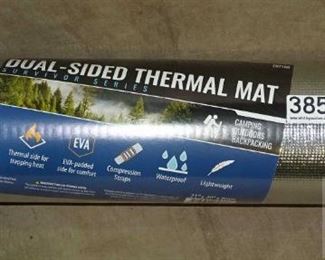 DUAL-SIDED THERMAL MAT
SURVIVOR SERIES
385
CAMPING
OUTDOORS
BACKPACKING
EVA
Thermal side for
trapping heat
EVA-padded
side for comfort
Compression
Straps
Waterproof
Lightweight